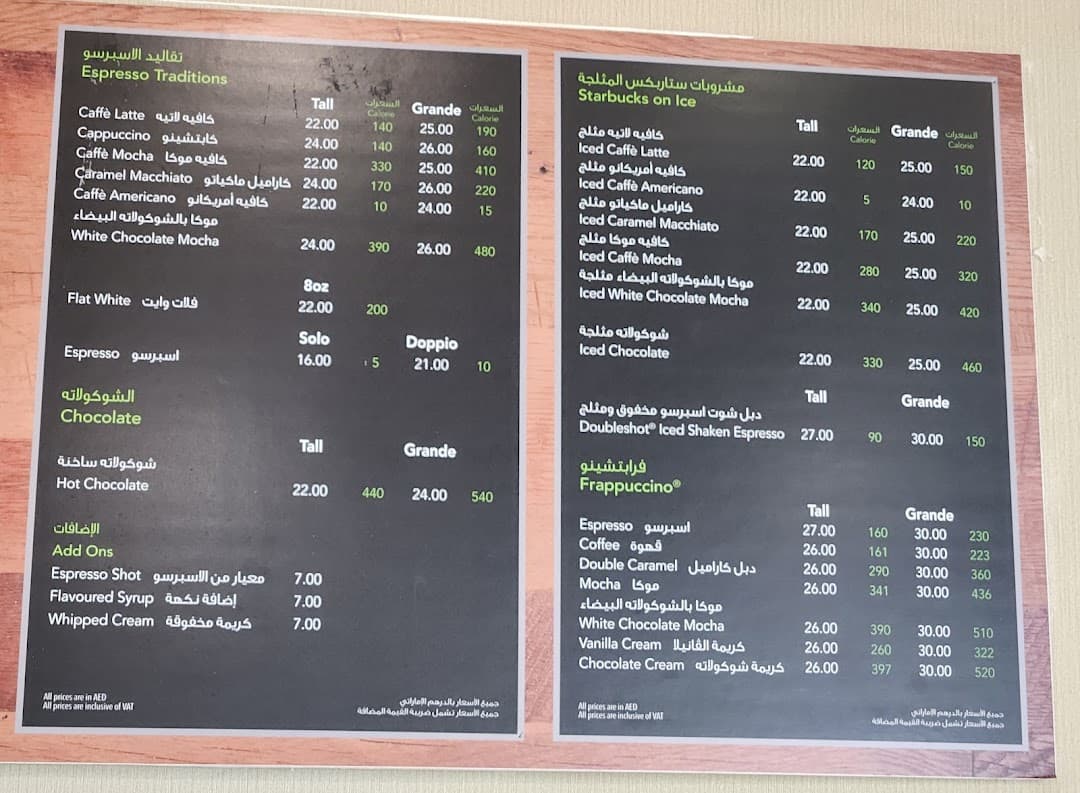 تقاليد الاسبرسو
Espresso Traditions
Tall السعرات Grande السعرات
Calorie Calorie
Caffè Latte كافيه لاتيه 22.00 140 25.00 190
Cappuccino كابتشينو 24.00 140 26.00 160
Caffè Mocha كافيه موكا 22.00 330 25.00 410
Caramel Macchiato كاراميل ماكياتو 24.00 170 26.00 220
Caffè Americano كافيه أمريكانو 22.00 10 24.00 15
موكا بالشوكولاته البيضاء
White Chocolate Mocha 24.00 390 26.00 480
8oz
Flat White فلات وايت 22.00 200
Solo Doppio
Espresso اسبرسو 16.00 5 21.00 10
الشوكولاته
Chocolate
Tall Grande
شوكولاته ساخنة
Hot Chocolate 22.00 440 24.00 540
الإضافات
Add Ons
Espresso Shot معيار من الاسبرسو 7.00
Flavoured Syrup إضافة نكهة 7.00
Whipped Cream كريمة مخفوقة 7.00
All prices are in AED جميع الأسعار بالدرهم الإماراتي
All prices are inclusive of VAT جميع الأسعار تشمل ضريبة القيمة المضافة
مشروبات ستاربكس المثلجة
Starbucks on Ice
Tall السعرات Grande السعرات
Calorie Calorie
كافيه لاتيه مثلج
Iced Caffè Latte 22.00 120 25.00 150
كافيه أمريكانو مثلج
Iced Caffè Americano 22.00 5 24.00 10
كاراميل ماكياتو مثلج
Iced Caramel Macchiato 22.00 170 25.00 220
كافيه موكا مثلج
Iced Caffè Mocha 22.00 280 25.00 320
موكا بالشوكولاته البيضاء مثلجة
Iced White Chocolate Mocha 22.00 340 25.00 420
شوكولاته مثلجة
Iced Chocolate 22.00 330 25.00 460
Tall Grande
دبل شوت اسبرسو مخفوق ومثلج
Doubleshot® Iced Shaken Espresso 27.00 90 30.00 150
فرابتشينو
Frappuccino®
Tall Grande
Espresso اسبرسو 27.00 160 30.00 230
Coffee قهوة 26.00 161 30.00 223
Double Caramel دبل كاراميل 26.00 290 30.00 360
Mocha موكا 26.00 341 30.00 436
موكا بالشوكولاته البيضاء
White Chocolate Mocha 26.00 390 30.00 510
Vanilla Cream كريمة الڤانيلا 26.00 260 30.00 322
Chocolate Cream كريمة شوكولاته 26.00 397 30.00 520
All prices are in AED جميع الأسعار بالدرهم الإماراتي
All prices are inclusive of VAT جميع الأسعار تشمل ضريبة القيمة المضافة